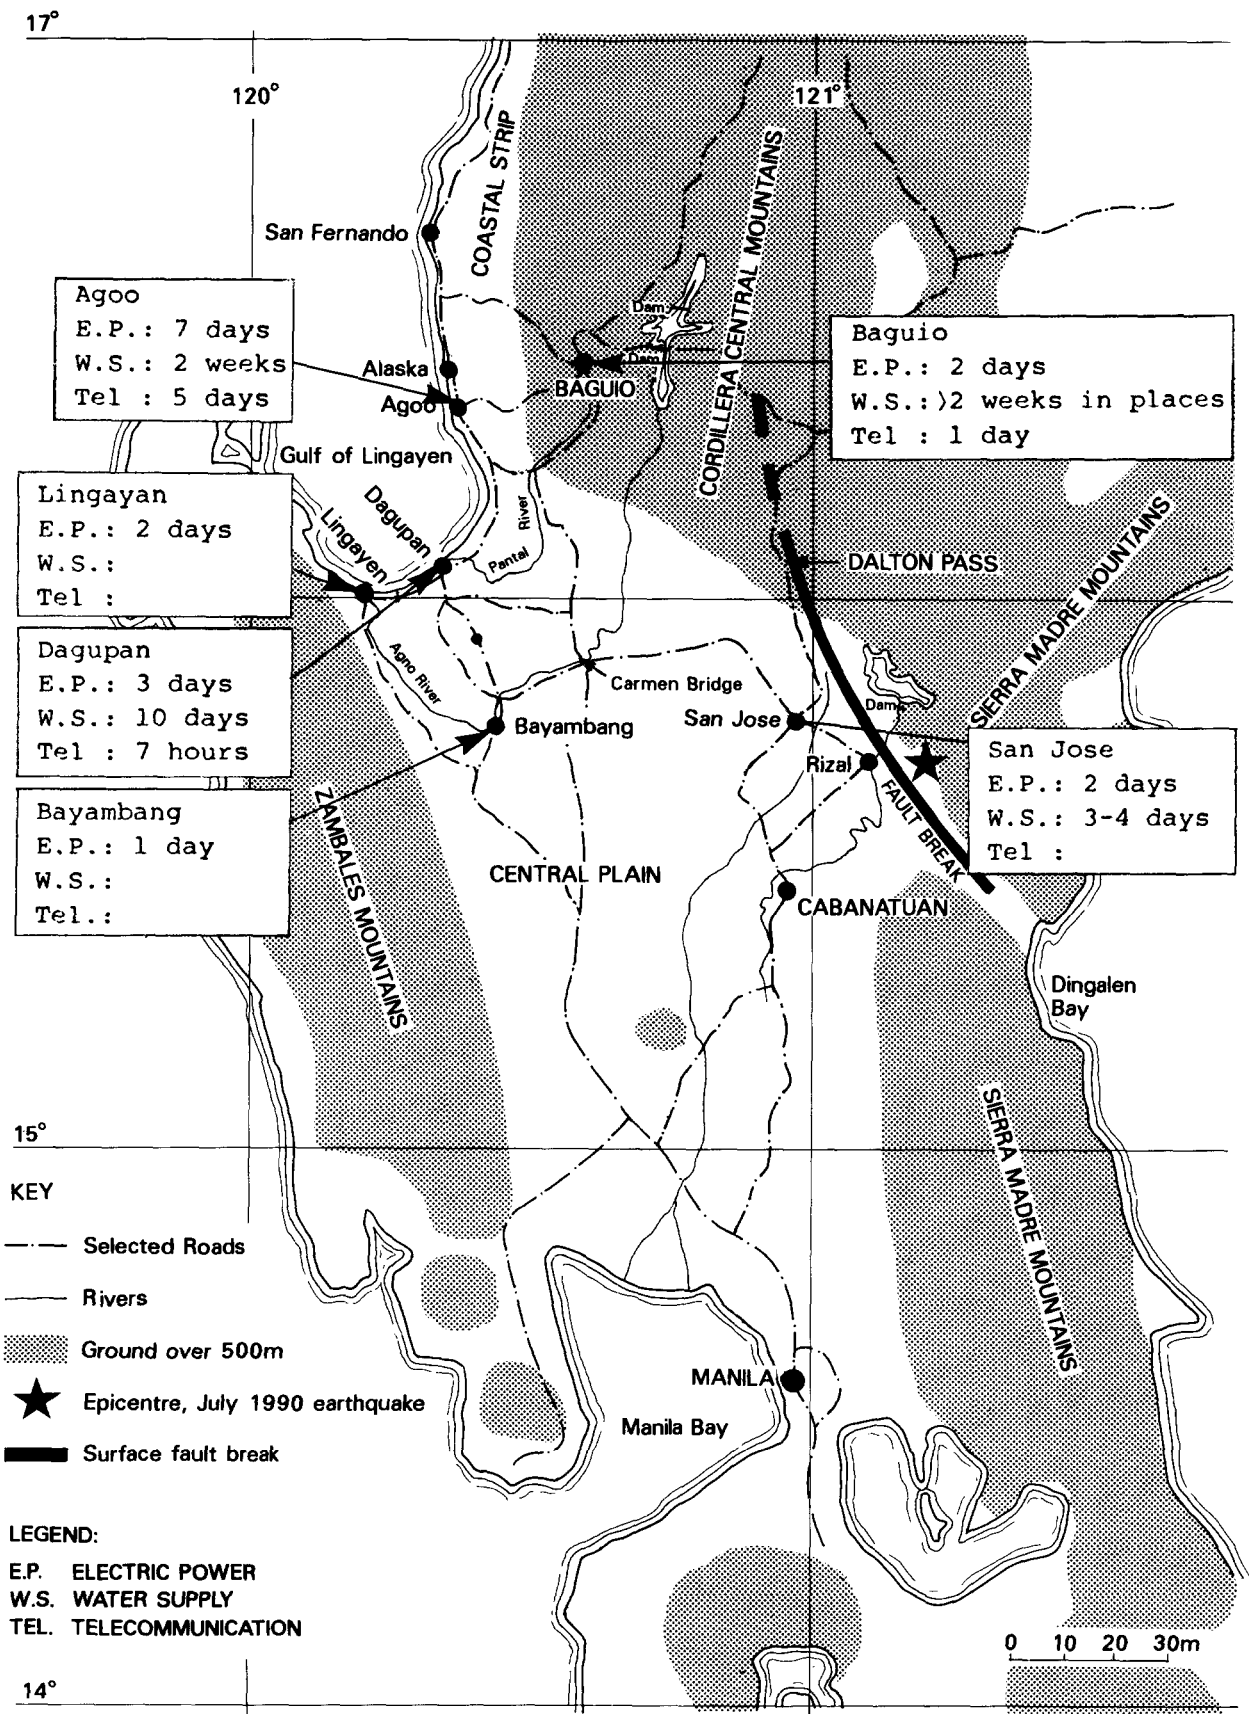 17°
120°
121°
COASTAL STRIP
CORDILLERA CENTRAL MOUNTAINS
San Fernando
Agoo
E.P.: 7 days
W.S.: 2 weeks
Tel : 5 days
Alaska
Agoo
Dam
Dam
BAGUIO
Baguio
E.P.: 2 days
W.S.:>2 weeks in places
Tel : 1 day
Gulf of Lingayen
Lingayan
E.P.: 2 days
W.S.:
Tel :
Lingayen
Dagupan
Pantal
River
DALTON PASS
SIERRA MADRE MOUNTAINS
Dagupan
E.P.: 3 days
W.S.: 10 days
Tel : 7 hours
Agno River
Carmen Bridge
Dam
San Jose
Bayambang
Rizal
San Jose
E.P.: 2 days
W.S.: 3-4 days
Tel :
Bayambang
E.P.: 1 day
W.S.:
Tel.:
ZAMBALES MOUNTAINS
CENTRAL PLAIN
FAULT BREAK
CABANATUAN
Dingalen
Bay
15°
SIERRA MADRE MOUNTAINS
KEY
Selected Roads
Rivers
Ground over 500m
Epicentre, July 1990 earthquake
Surface fault break
MANILA
Manila Bay
LEGEND:
E.P. ELECTRIC POWER
W.S. WATER SUPPLY
TEL. TELECOMMUNICATION
0 10 20 30m
14°